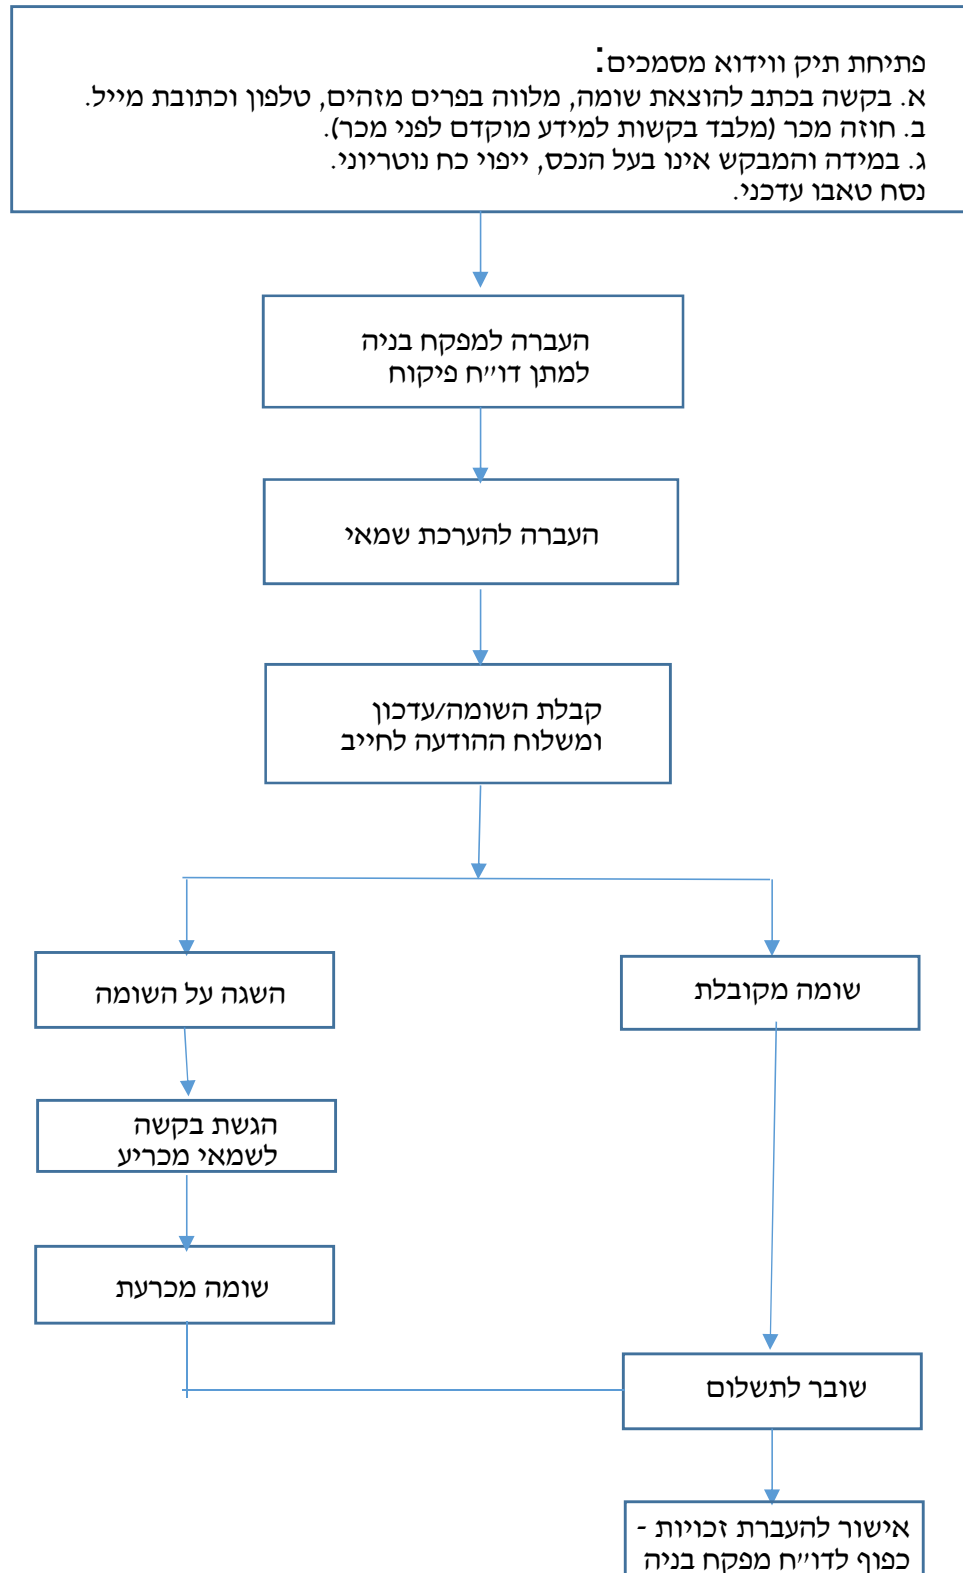 פתיחת תיק ווידוא מסמכים:
א. בקשה בכתב להוצאת שומה, מלווה בפרים מזהים, טלפון וכתובת מייל.
ב. חוזה מכר (מלבד בקשות למידע מוקדם לפני מכר).
ג. במידה והמבקש אינו בעל הנכס, ייפוי כח נוטריוני.
נסח טאבו עדכני.
העברה למפקח בניה
למתן דו״ח פיקוח
העברה להערכת שמאי
קבלת השומה/עדכון
ומשלוח ההודעה לחייב
שומה מקובלת
השגה על השומה
הגשת בקשה
לשמאי מכריע
שומה מכרעת
שובר לתשלום
אישור להעברת זכויות -
כפוף לדו״ח מפקח בניה